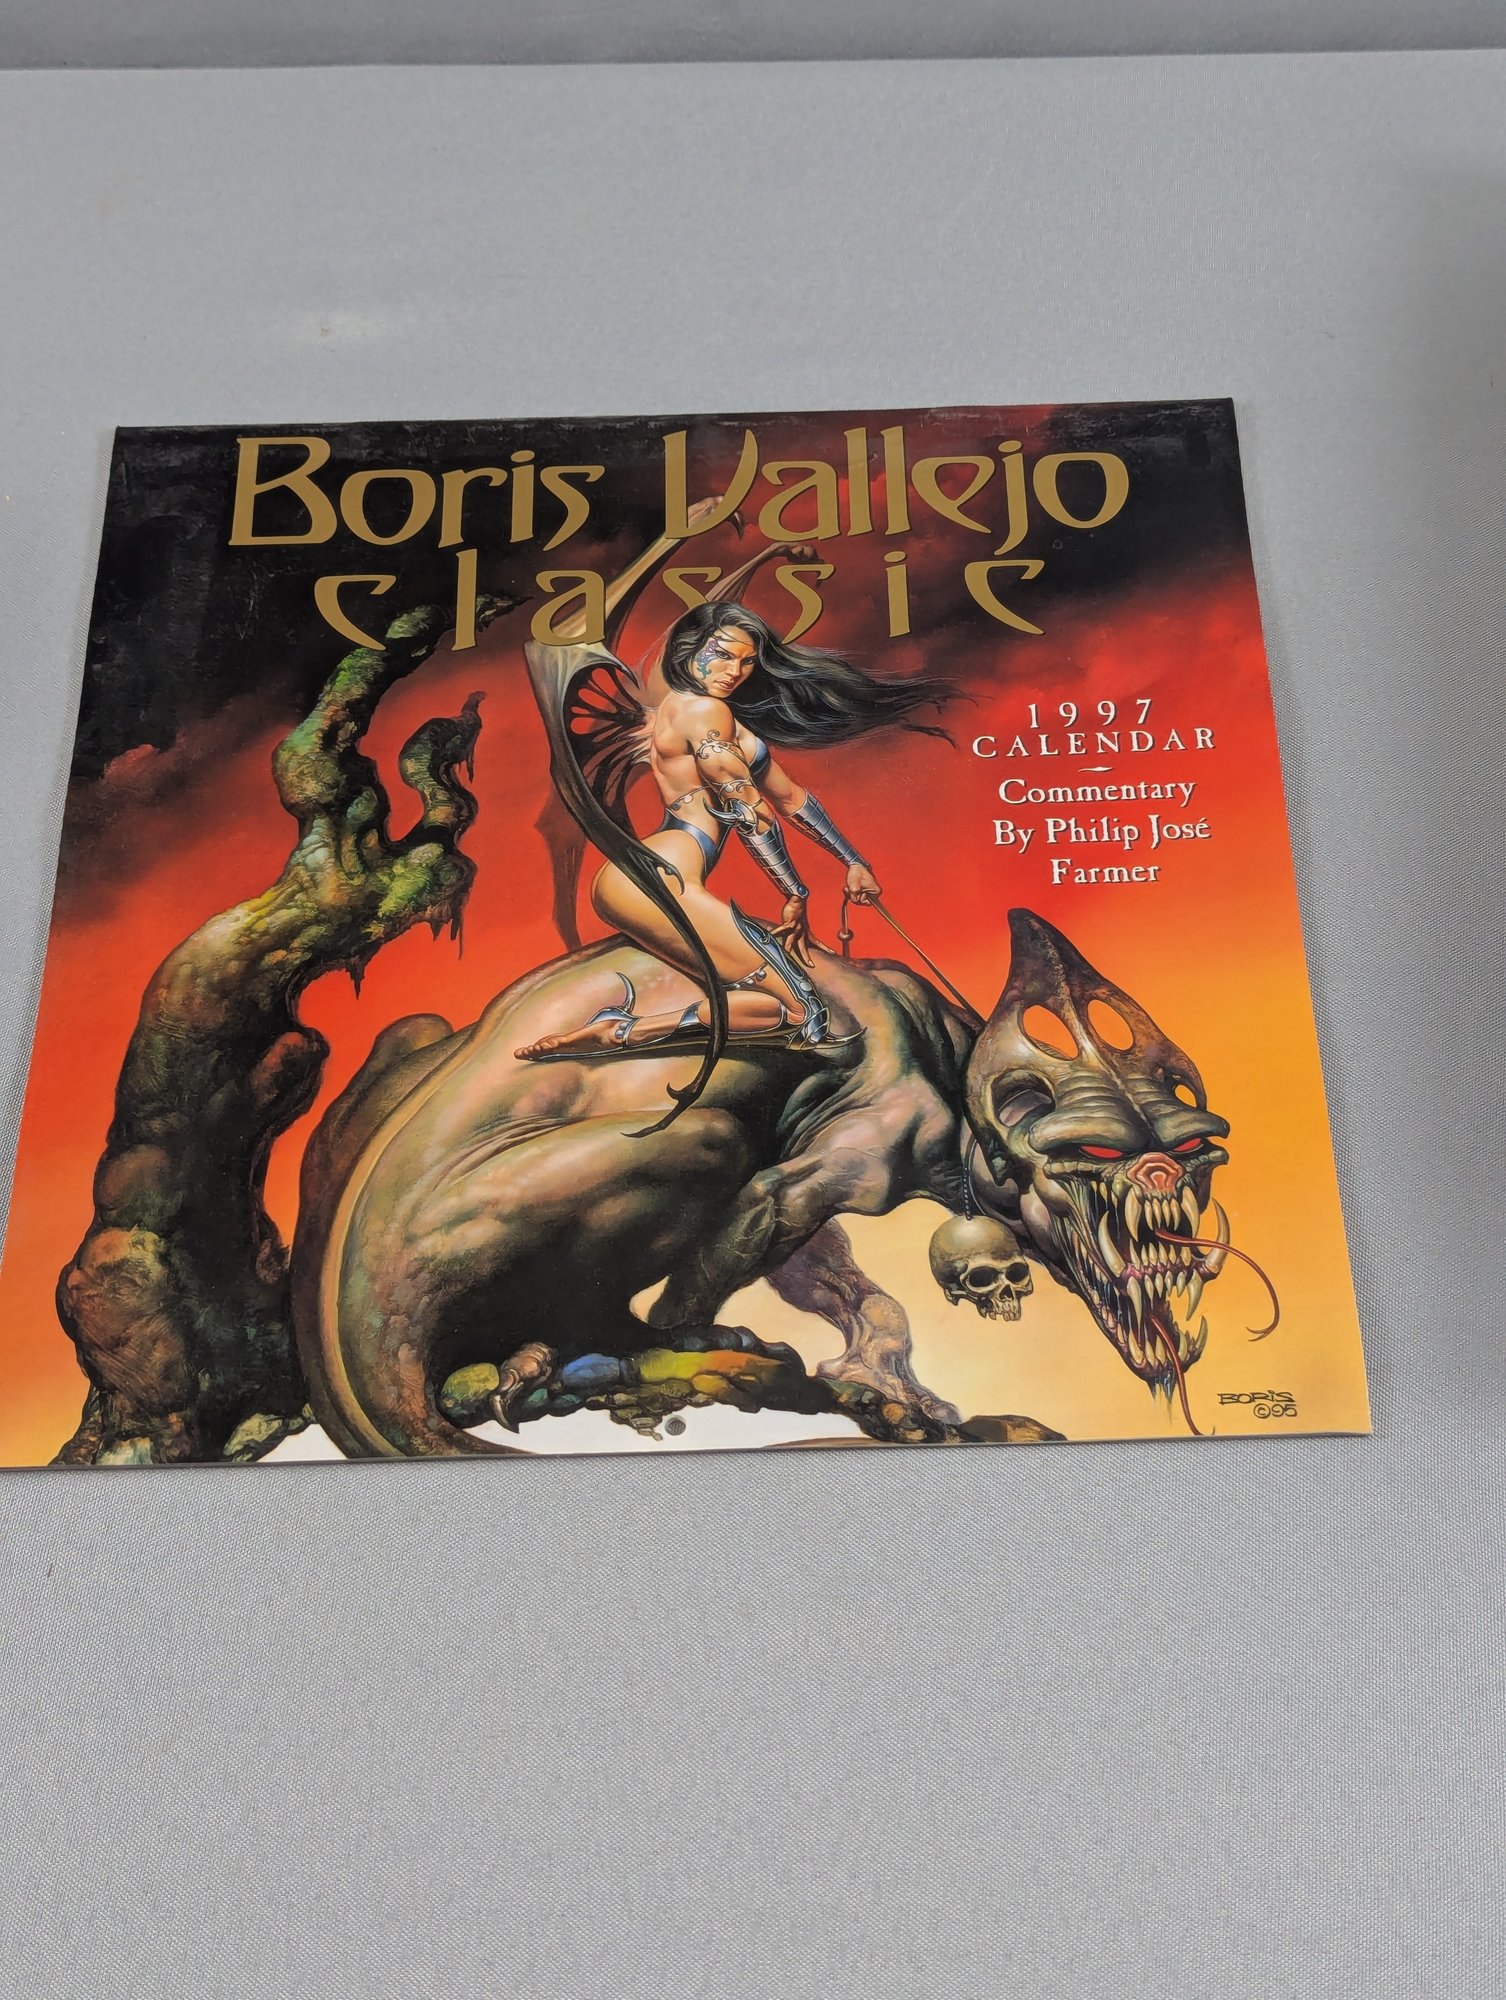 Boris Vallejo
classic
1997
CALENDAR
Commentary
By Philip José
Farmer
BORIS
©95